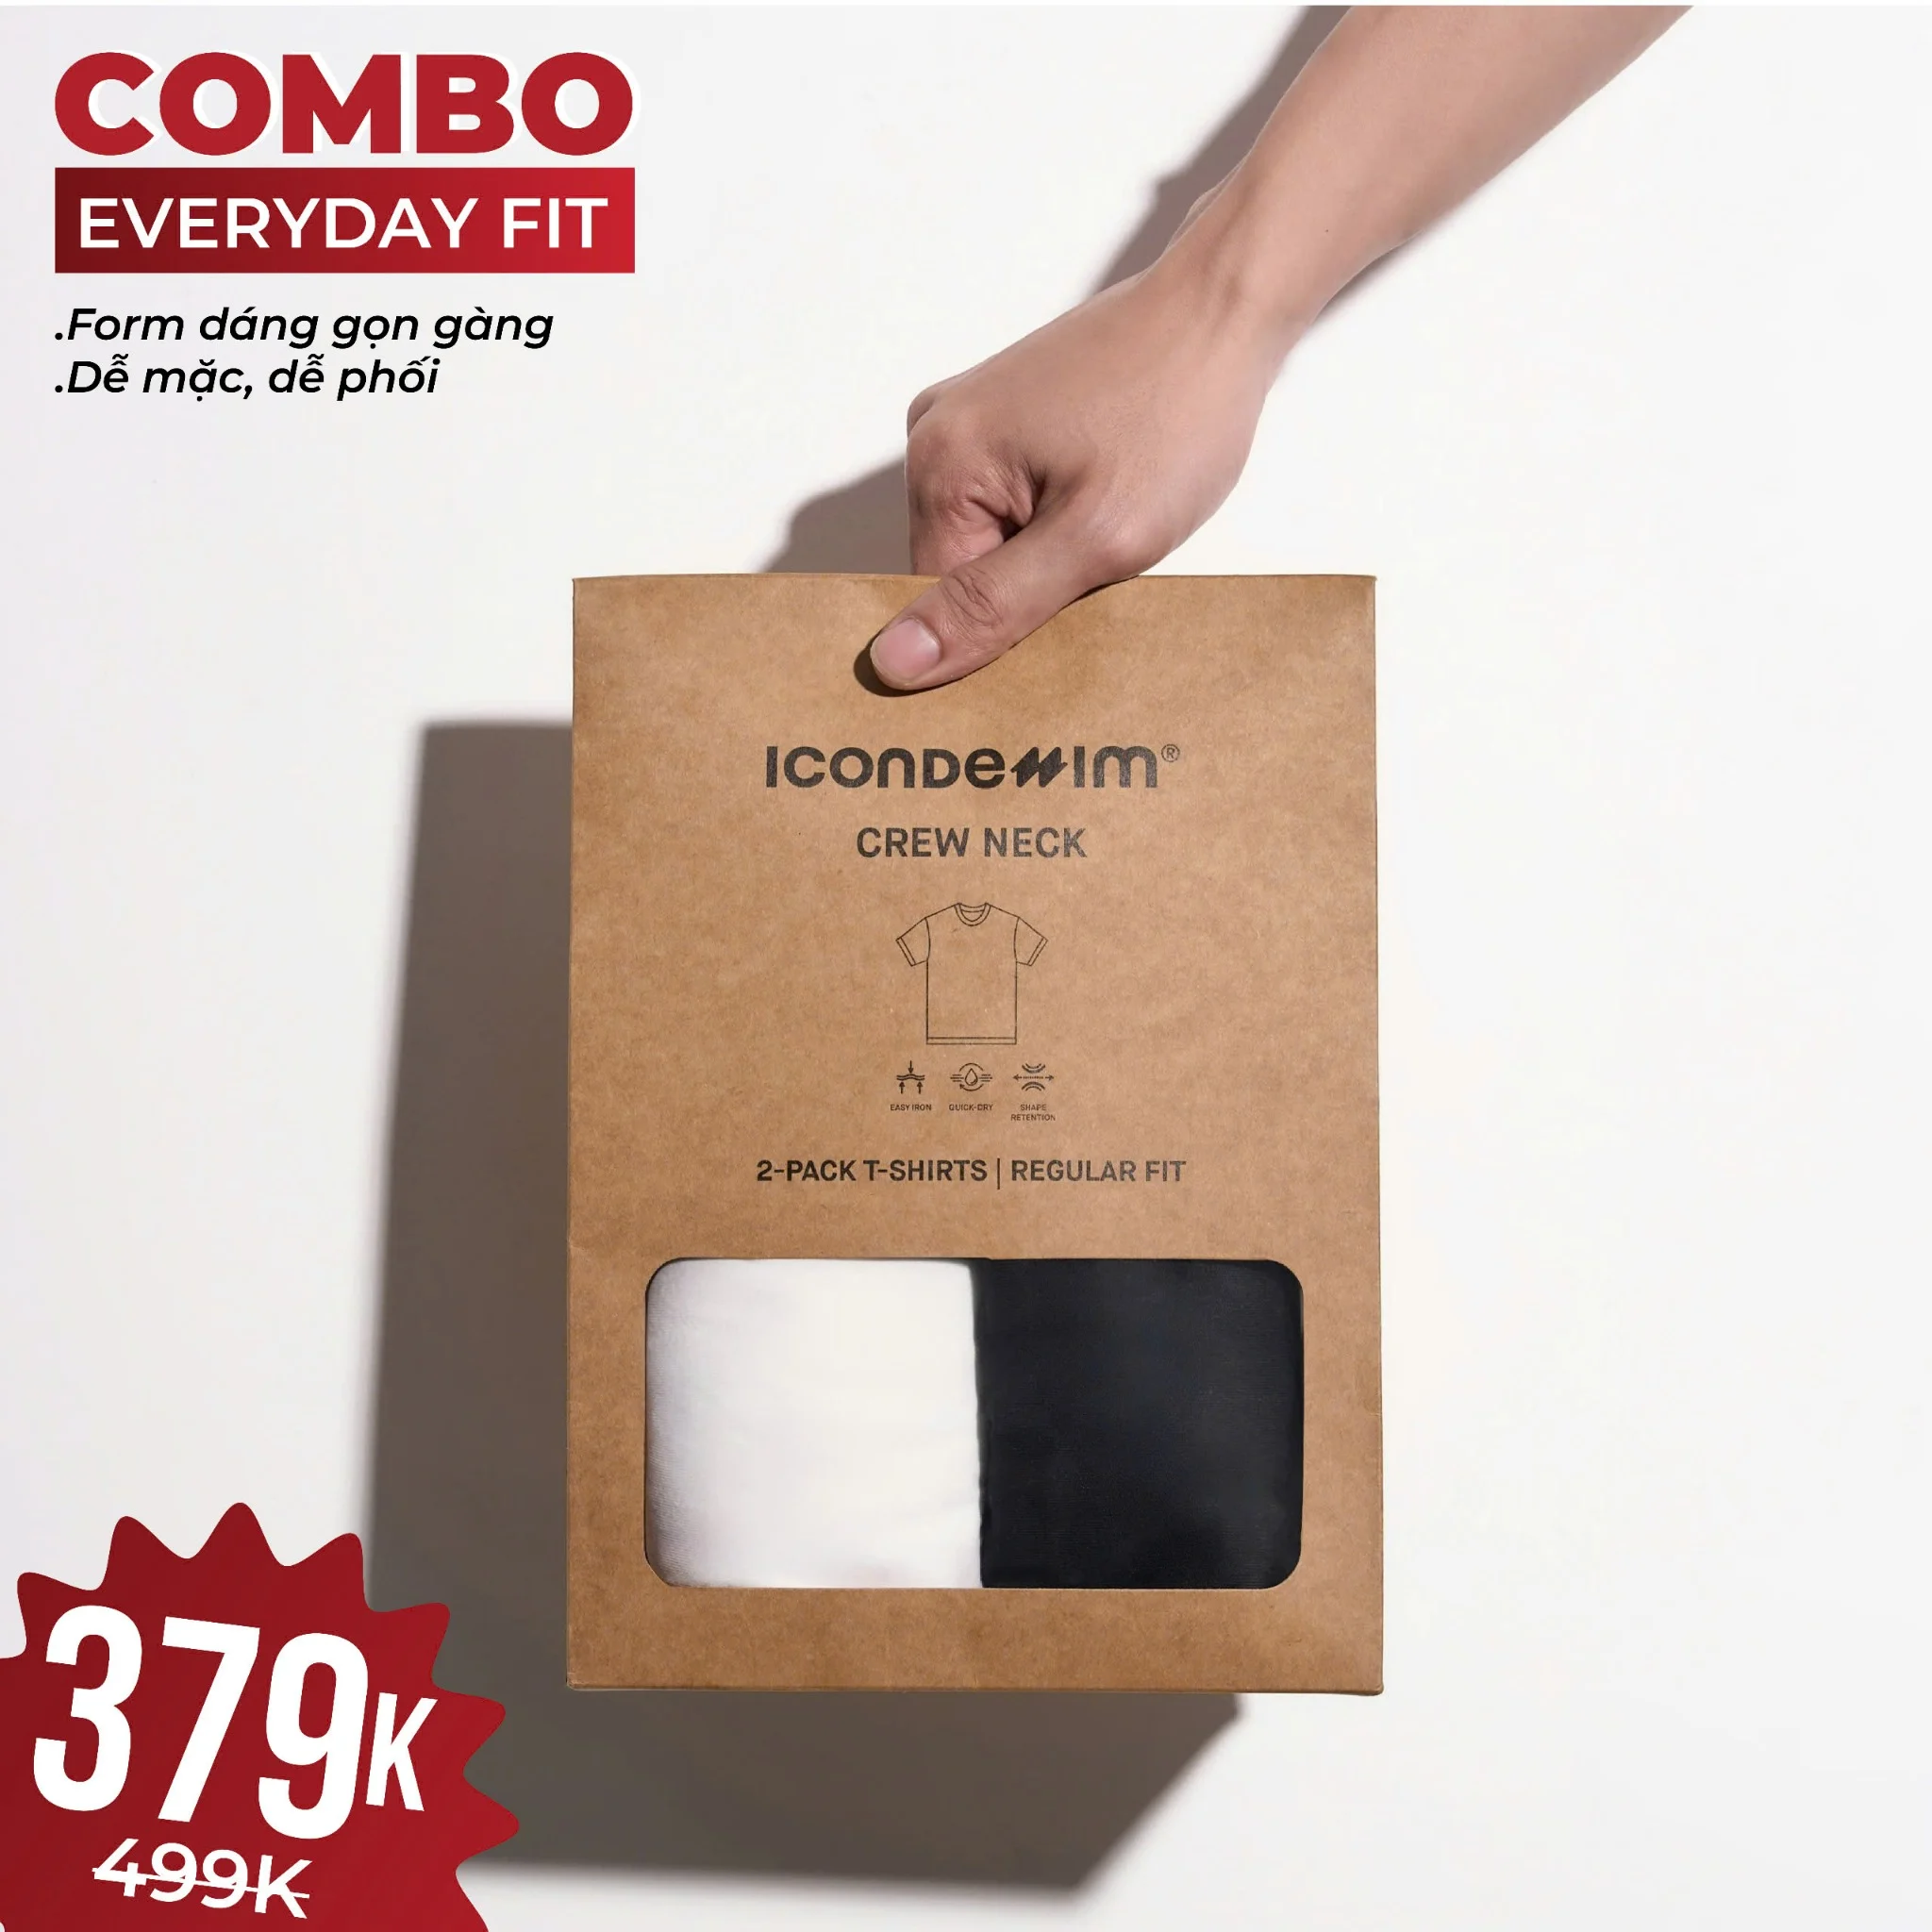 COMBO
EVERYDAY FIT
.Form dáng gọn gàng
.Dễ mặc, dễ phối
ICONDENIM®
CREW NECK
EASY IRON QUICK-DRY SHAPE
RETENTION
2-PACK T-SHIRTS | REGULAR FIT
379K
499K